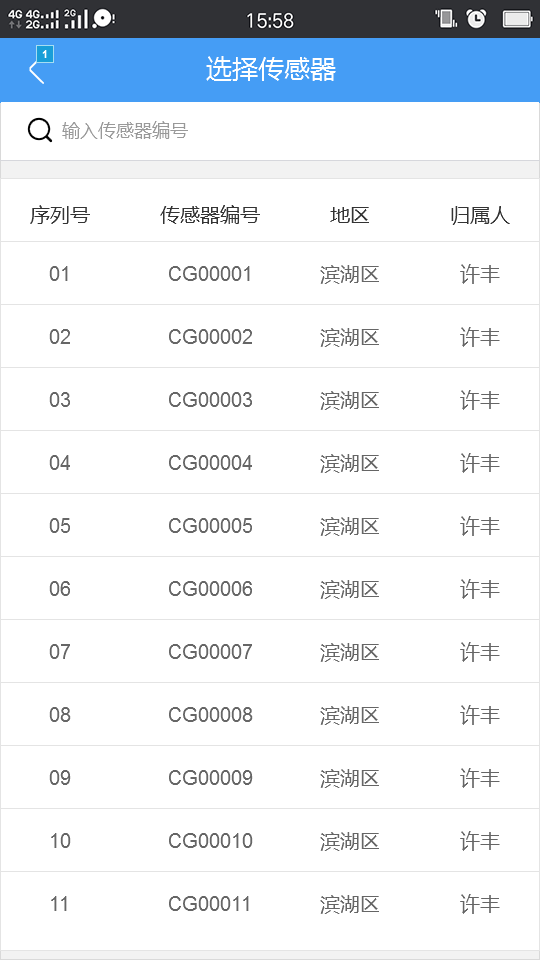 4G 4G 2G 2G 15:58
1
选择传感器
输入传感器编号
序列号 传感器编号 地区 归属人
01 CG00001 滨湖区 许丰
02 CG00002 滨湖区 许丰
03 CG00003 滨湖区 许丰
04 CG00004 滨湖区 许丰
05 CG00005 滨湖区 许丰
06 CG00006 滨湖区 许丰
07 CG00007 滨湖区 许丰
08 CG00008 滨湖区 许丰
09 CG00009 滨湖区 许丰
10 CG00010 滨湖区 许丰
11 CG00011 滨湖区 许丰